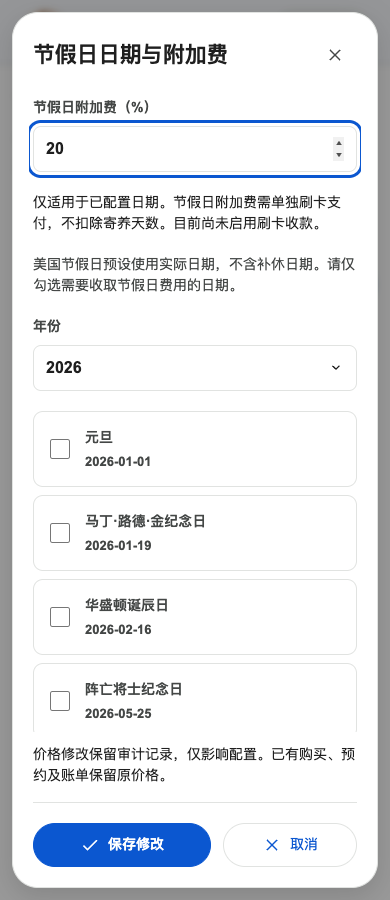 节假日日期与附加费
节假日附加费（%）
20
仅适用于已配置日期。节假日附加费需单独刷卡支
付，不扣除寄养天数。目前尚未启用刷卡收款。
美国节假日预设使用实际日期，不含补休日期。请仅
勾选需要收取节假日费用的日期。
年份
2026
元旦
2026-01-01
马丁·路德·金纪念日
2026-01-19
华盛顿诞辰日
2026-02-16
阵亡将士纪念日
2026-05-25
价格修改保留审计记录，仅影响配置。已有购买、预
约及账单保留原价格。
保存修改
取消